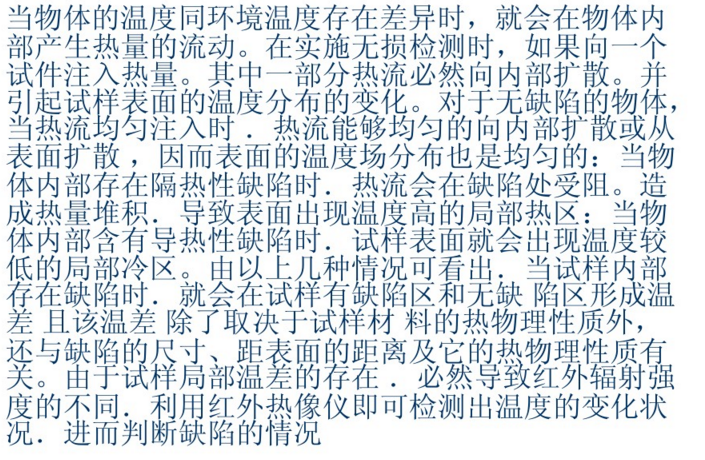 当物体的温度同环境温度存在差异时，就会在物体内
部产生热量的流动。在实施无损检测时，如果向一个
试件注入热量。其中一部分热流必然向内部扩散。并
引起试样表面的温度分布的变化。对于无缺陷的物体，
当热流均匀注入时．热流能够均匀的向内部扩散或从
表面扩散，因而表面的温度场分布也是均匀的：当物
体内部存在隔热性缺陷时．热流会在缺陷处受阻。造
成热量堆积．导致表面出现温度高的局部热区：当物
体内部含有导热性缺陷时．试样表面就会出现温度较
低的局部冷区。由以上几种情况可看出．当试样内部
存在缺陷时．就会在试样有缺陷区和无缺 陷区形成温
差 且该温差 除了取决于试样材 料的热物理性质外，
还与缺陷的尺寸、距表面的距离及它的热物理性质有
关。由于试样局部温差的存在．必然导致红外辐射强
度的不同．利用红外热像仪即可检测出温度的变化状
况．进而判断缺陷的情况